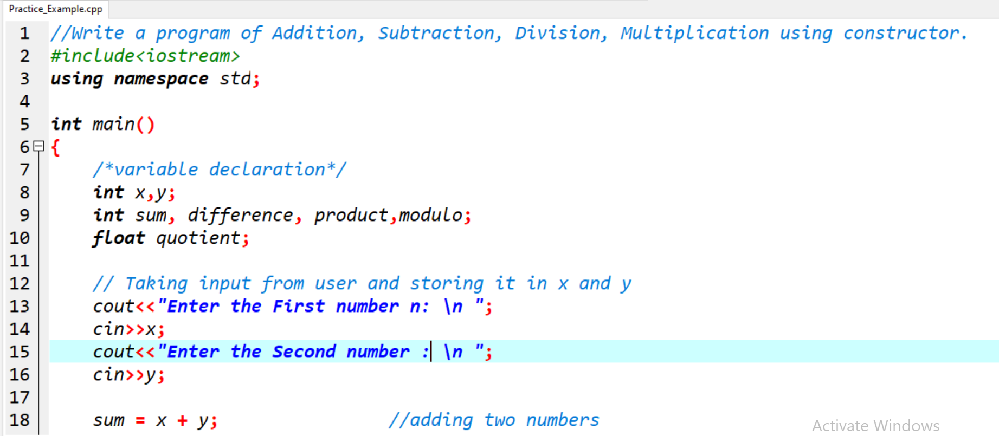 Practice_Example.cpp
1 //Write a program of Addition, Subtraction, Division, Multiplication using constructor.
2 #include<iostream>
3 using namespace std;
4
5 int main()
6 {
7 /*variable declaration*/
8 int x,y;
9 int sum, difference, product,modulo;
10 float quotient;
11
12 // Taking input from user and storing it in x and y
13 cout<<"Enter the First number n: \n ";
14 cin>>x;
15 cout<<"Enter the Second number : \n ";
16 cin>>y;
17
18 sum = x + y; //adding two numbers
Activate Windows